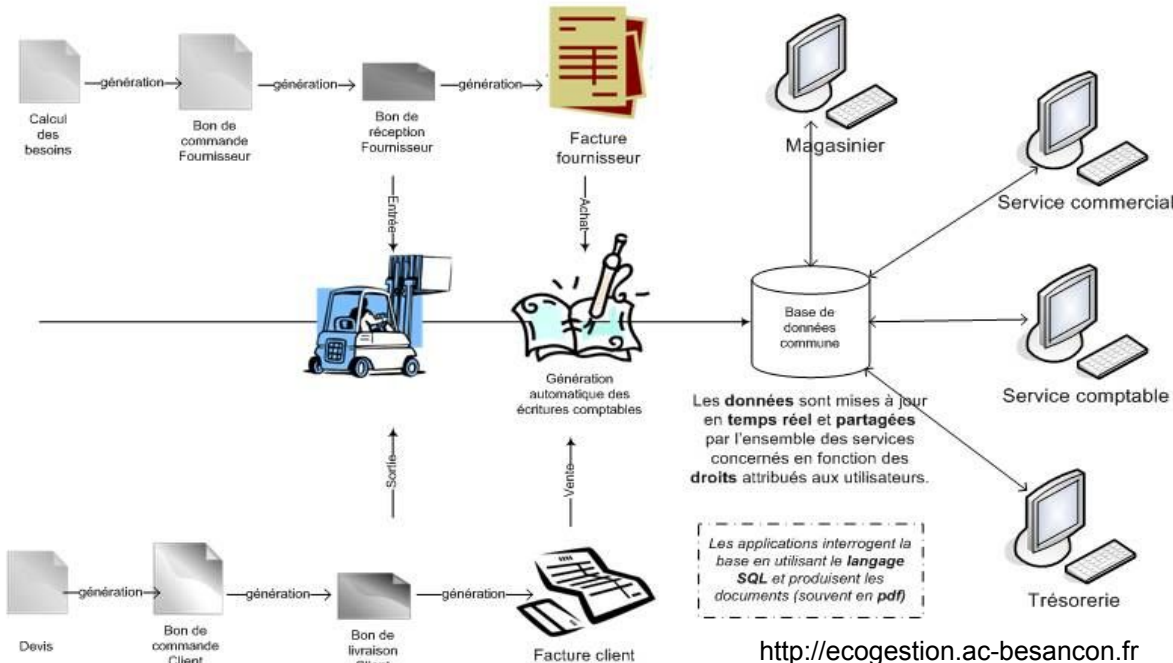 génération
génération
génération
Calcul
des
besoins
Bon de
commande
Fournisseur
Bon de
réception
Fournisseur
Facture
fournisseur
Magasinier
Service commercial
Entrée
Achat
Base de
données
commune
Génération
automatique des
écritures comptables
Service comptable
Les données sont mises à jour
en temps réel et partagées
par l'ensemble des services
concernés en fonction des
droits attribués aux utilisateurs.
Sortie
Vente
Les applications interrogent la
base en utilisant le langage
SQL et produisent les
documents (souvent en pdf)
Trésorerie
génération
génération
génération
Devis
Bon de
commande
Client
Bon de
livraison
Client
Facture client
http://ecogestion.ac-besancon.fr